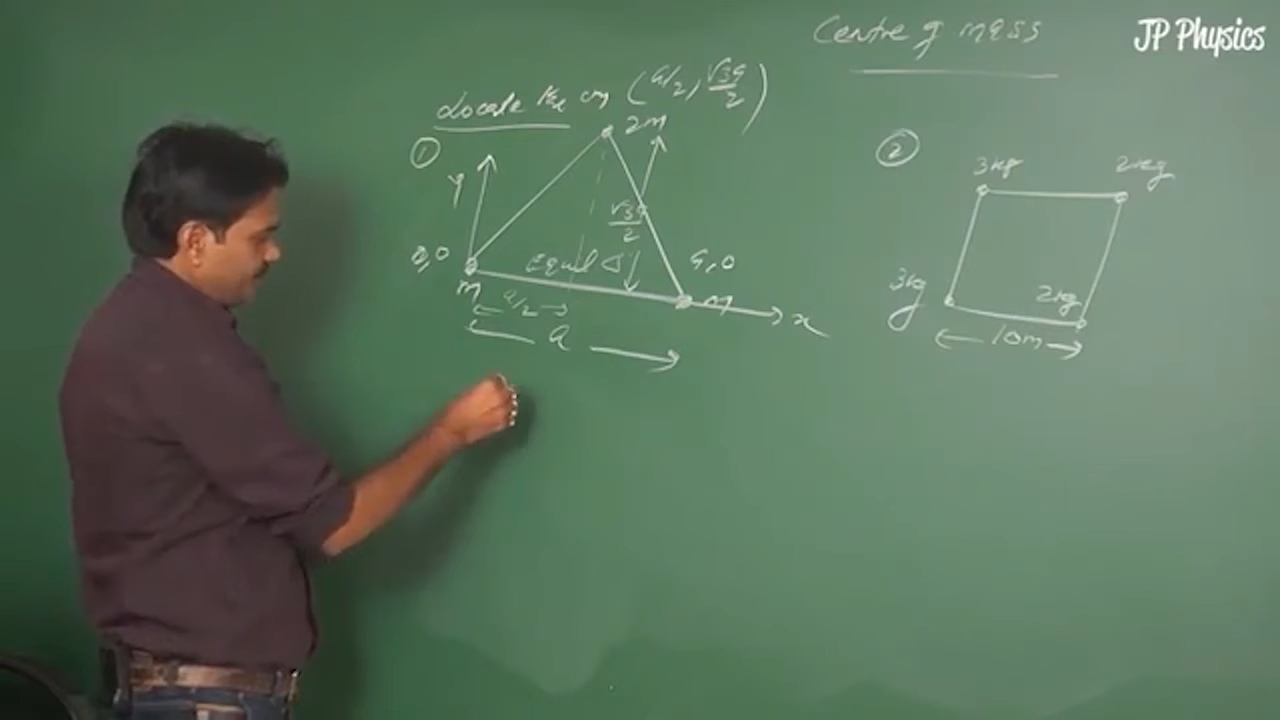 Centre of mass
JP Physics
Locate the cm (a/2, √3a/2)
①
2m
y
√3a/2
0,0
Equal Δ
a,0
m
a/2
m
x
a
②
3kg
2kg
3kg
2kg
10m